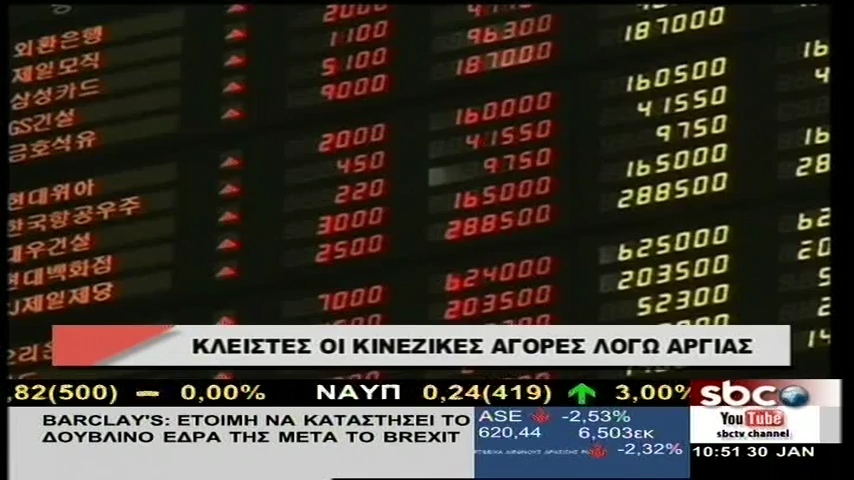 2000
외환은행 1100 96300 187000
제일모직 5100 187000
삼성카드 9000 160500
GS건설 160000 41550
금호석유 2000 41550 9750
450 9750 165000
현대위아 220 165000 288500
한국항공우주 3000 288500
대우건설 2500 625000
현대백화점 624000 203500
CJ제일제당 7000 203500 52300
ΚΛΕΙΣΤΕΣ ΟΙ ΚΙΝΕΖΙΚΕΣ ΑΓΟΡΕΣ ΛΟΓΩ ΑΡΓΙΑΣ
,82(500) 0,00% ΝΑΥΠ 0,24(419) 3,00%
sbc
BARCLAY'S: ΕΤΟΙΜΗ ΝΑ ΚΑΤΑΣΤΗΣΕΙ ΤΟ
ΔΟΥΒΛΙΝΟ ΕΔΡΑ ΤΗΣ ΜΕΤΑ ΤΟ BREXIT
ASE -2,53%
620,44 6,503εκ
-2,32%
YouTube
sbctv channel
10:51 30 JAN